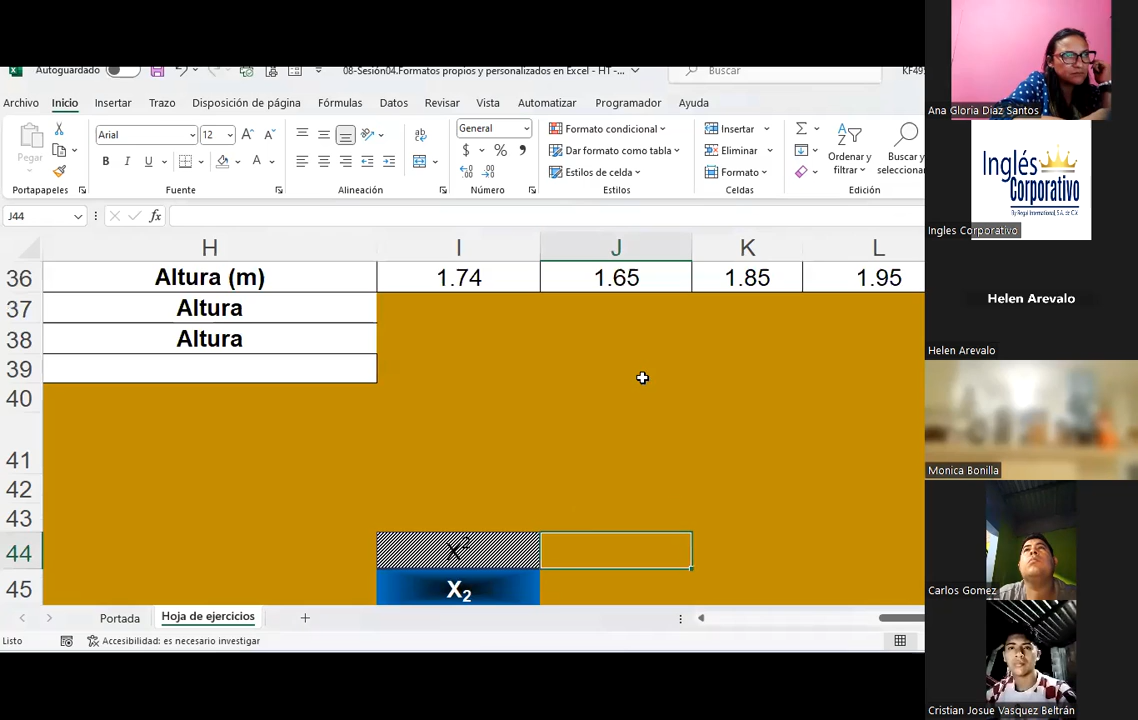 Autoguardado
08-Sesión04.Formatos propios y personalizados en Excel - HT -...
Buscar
Archivo Inicio Insertar Trazo Disposición de página Fórmulas Datos Revisar Vista Automatizar Programador Ayuda
Pegar
Arial 12
General
Formato condicional
Dar formato como tabla
Estilos de celda
Insertar
Eliminar
Formato
Ordenar y filtrar
Buscar y seleccionar
Portapapeles Fuente Alineación Número Estilos Celdas Edición
J44 fx
H I J K L
36 Altura (m) 1.74 1.65 1.85 1.95
37 Altura
38 Altura
39
40
41
42
43
44 X²
45 X₂
Portada Hoja de ejercicios
Listo Accesibilidad: es necesario investigar
Ana Gloria Diaz Santos
Inglés
Corporativo
Ingles Corporativo
Helen Arevalo
Helen Arevalo
Monica Bonilla
Carlos Gomez
Cristian Josue Vasquez Beltrán